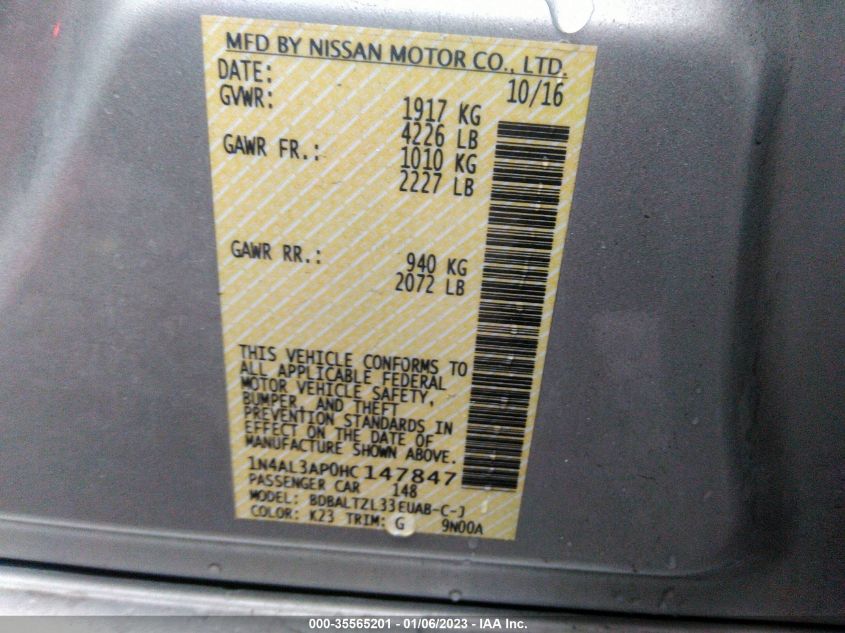 MFD BY NISSAN MOTOR CO., LTD.
DATE: 10/16
GVWR: 1917 KG
4226 LB
GAWR FR.: 1010 KG
2227 LB
GAWR RR.: 940 KG
2072 LB
THIS VEHICLE CONFORMS TO
ALL APPLICABLE FEDERAL
MOTOR VEHICLE SAFETY,
BUMPER, AND THEFT
PREVENTION STANDARDS IN
EFFECT ON THE DATE OF
MANUFACTURE SHOWN ABOVE.
1N4AL3AP0HC147847
PASSENGER CAR 148
MODEL: BDBALTZL33EUAB-C-J
COLOR: K23 TRIM: G 9N00A
000-35565201 - 01/06/2023 - IAA Inc.